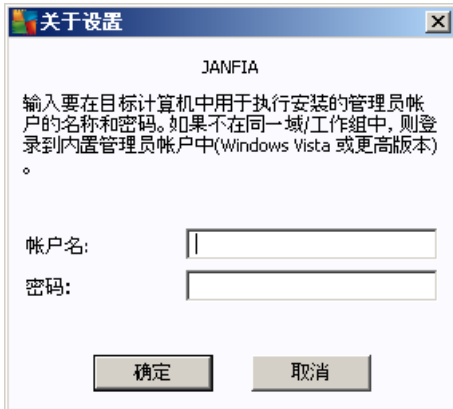 关于设置
JANFIA
输入要在目标计算机中用于执行安装的管理员帐
户的名称和密码。如果不在同一域/工作组中, 则登
录到内置管理员帐户中(Windows Vista 或更高版本)
。
帐户名:
密码:
确定
取消